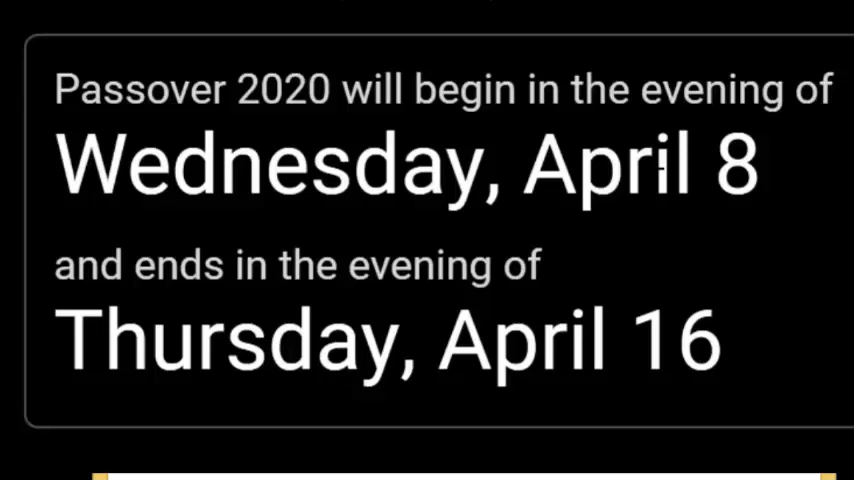 Passover 2020 will begin in the evening of
Wednesday, April 8
and ends in the evening of
Thursday, April 16